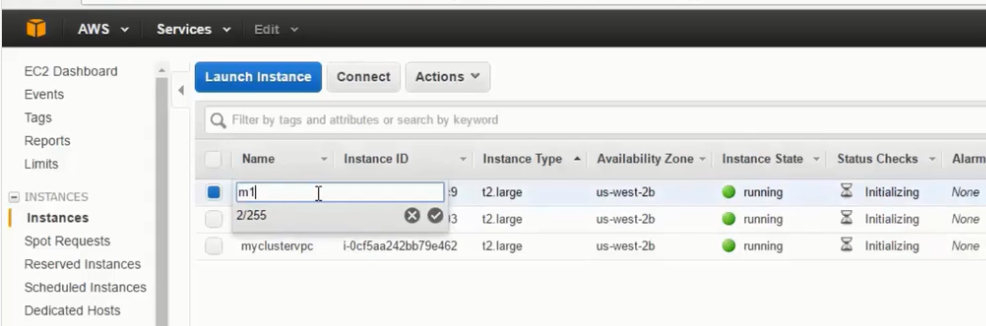 AWS Services Edit
EC2 Dashboard
Events
Tags
Reports
Limits
INSTANCES
Instances
Spot Requests
Reserved Instances
Scheduled Instances
Dedicated Hosts
Launch Instance Connect Actions
Filter by tags and attributes or search by keyword
Name Instance ID Instance Type Availability Zone Instance State Status Checks Alarm
m1 t2.large us-west-2b running Initializing None
2/255 t2.large us-west-2b running Initializing None
myclustervpc i-0cf5aa242bb79e462 t2.large us-west-2b running Initializing None